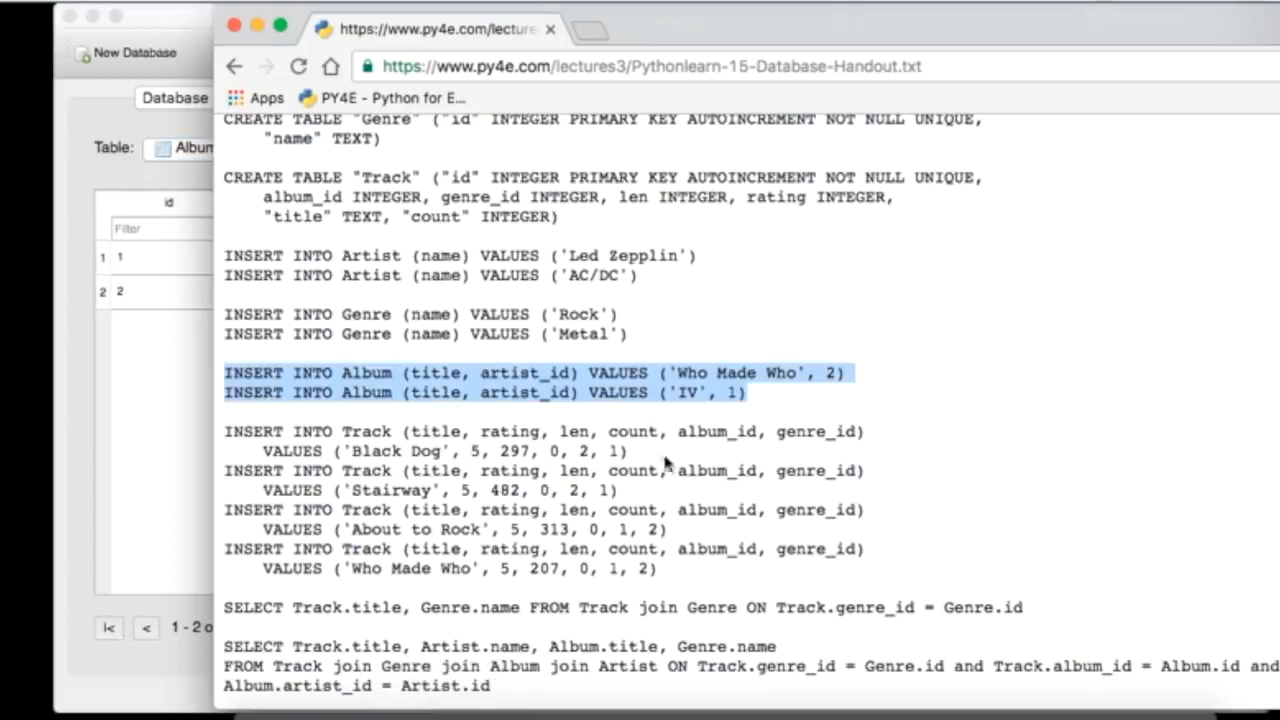 https://www.py4e.com/lecture
New Database
https://www.py4e.com/lectures3/Pythonlearn-15-Database-Handout.txt
Apps PY4E - Python for E...
Database
Table: Album
id
Filter
1 1
2 2
1 - 2 o
CREATE TABLE "Genre" ("id" INTEGER PRIMARY KEY AUTOINCREMENT NOT NULL UNIQUE,
"name" TEXT)
CREATE TABLE "Track" ("id" INTEGER PRIMARY KEY AUTOINCREMENT NOT NULL UNIQUE,
album_id INTEGER, genre_id INTEGER, len INTEGER, rating INTEGER,
"title" TEXT, "count" INTEGER)
INSERT INTO Artist (name) VALUES ('Led Zepplin')
INSERT INTO Artist (name) VALUES ('AC/DC')
INSERT INTO Genre (name) VALUES ('Rock')
INSERT INTO Genre (name) VALUES ('Metal')
INSERT INTO Album (title, artist_id) VALUES ('Who Made Who', 2)
INSERT INTO Album (title, artist_id) VALUES ('IV', 1)
INSERT INTO Track (title, rating, len, count, album_id, genre_id)
VALUES ('Black Dog', 5, 297, 0, 2, 1)
INSERT INTO Track (title, rating, len, count, album_id, genre_id)
VALUES ('Stairway', 5, 482, 0, 2, 1)
INSERT INTO Track (title, rating, len, count, album_id, genre_id)
VALUES ('About to Rock', 5, 313, 0, 1, 2)
INSERT INTO Track (title, rating, len, count, album_id, genre_id)
VALUES ('Who Made Who', 5, 207, 0, 1, 2)
SELECT Track.title, Genre.name FROM Track join Genre ON Track.genre_id = Genre.id
SELECT Track.title, Artist.name, Album.title, Genre.name
FROM Track join Genre join Album join Artist ON Track.genre_id = Genre.id and Track.album_id = Album.id and
Album.artist_id = Artist.id